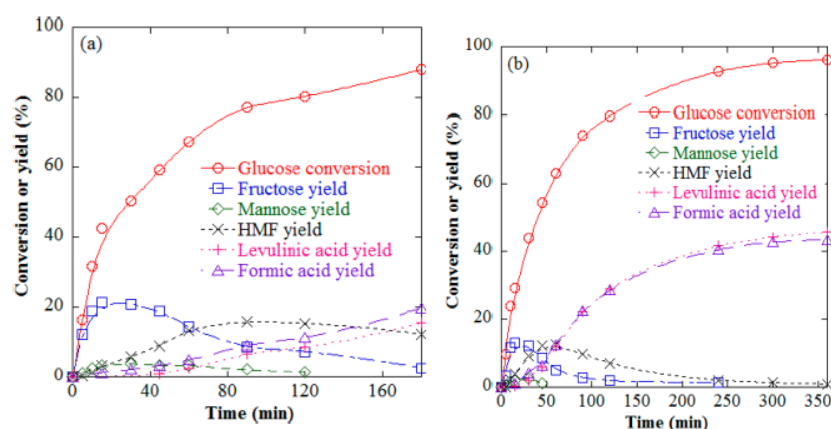 (a)
Conversion or yield (%)
100
80
60
40
20
0
Glucose conversion
Fructose yield
Mannose yield
HMF yield
Levulinic acid yield
Formic acid yield
0 40 80 120 160
Time (min)
(b)
Conversion or yield (%)
100
80
60
40
20
0
Glucose conversion
Fructose yield
Mannose yield
HMF yield
Levulinic acid yield
Formic acid yield
0 50 100 150 200 250 300 350
Time (min)